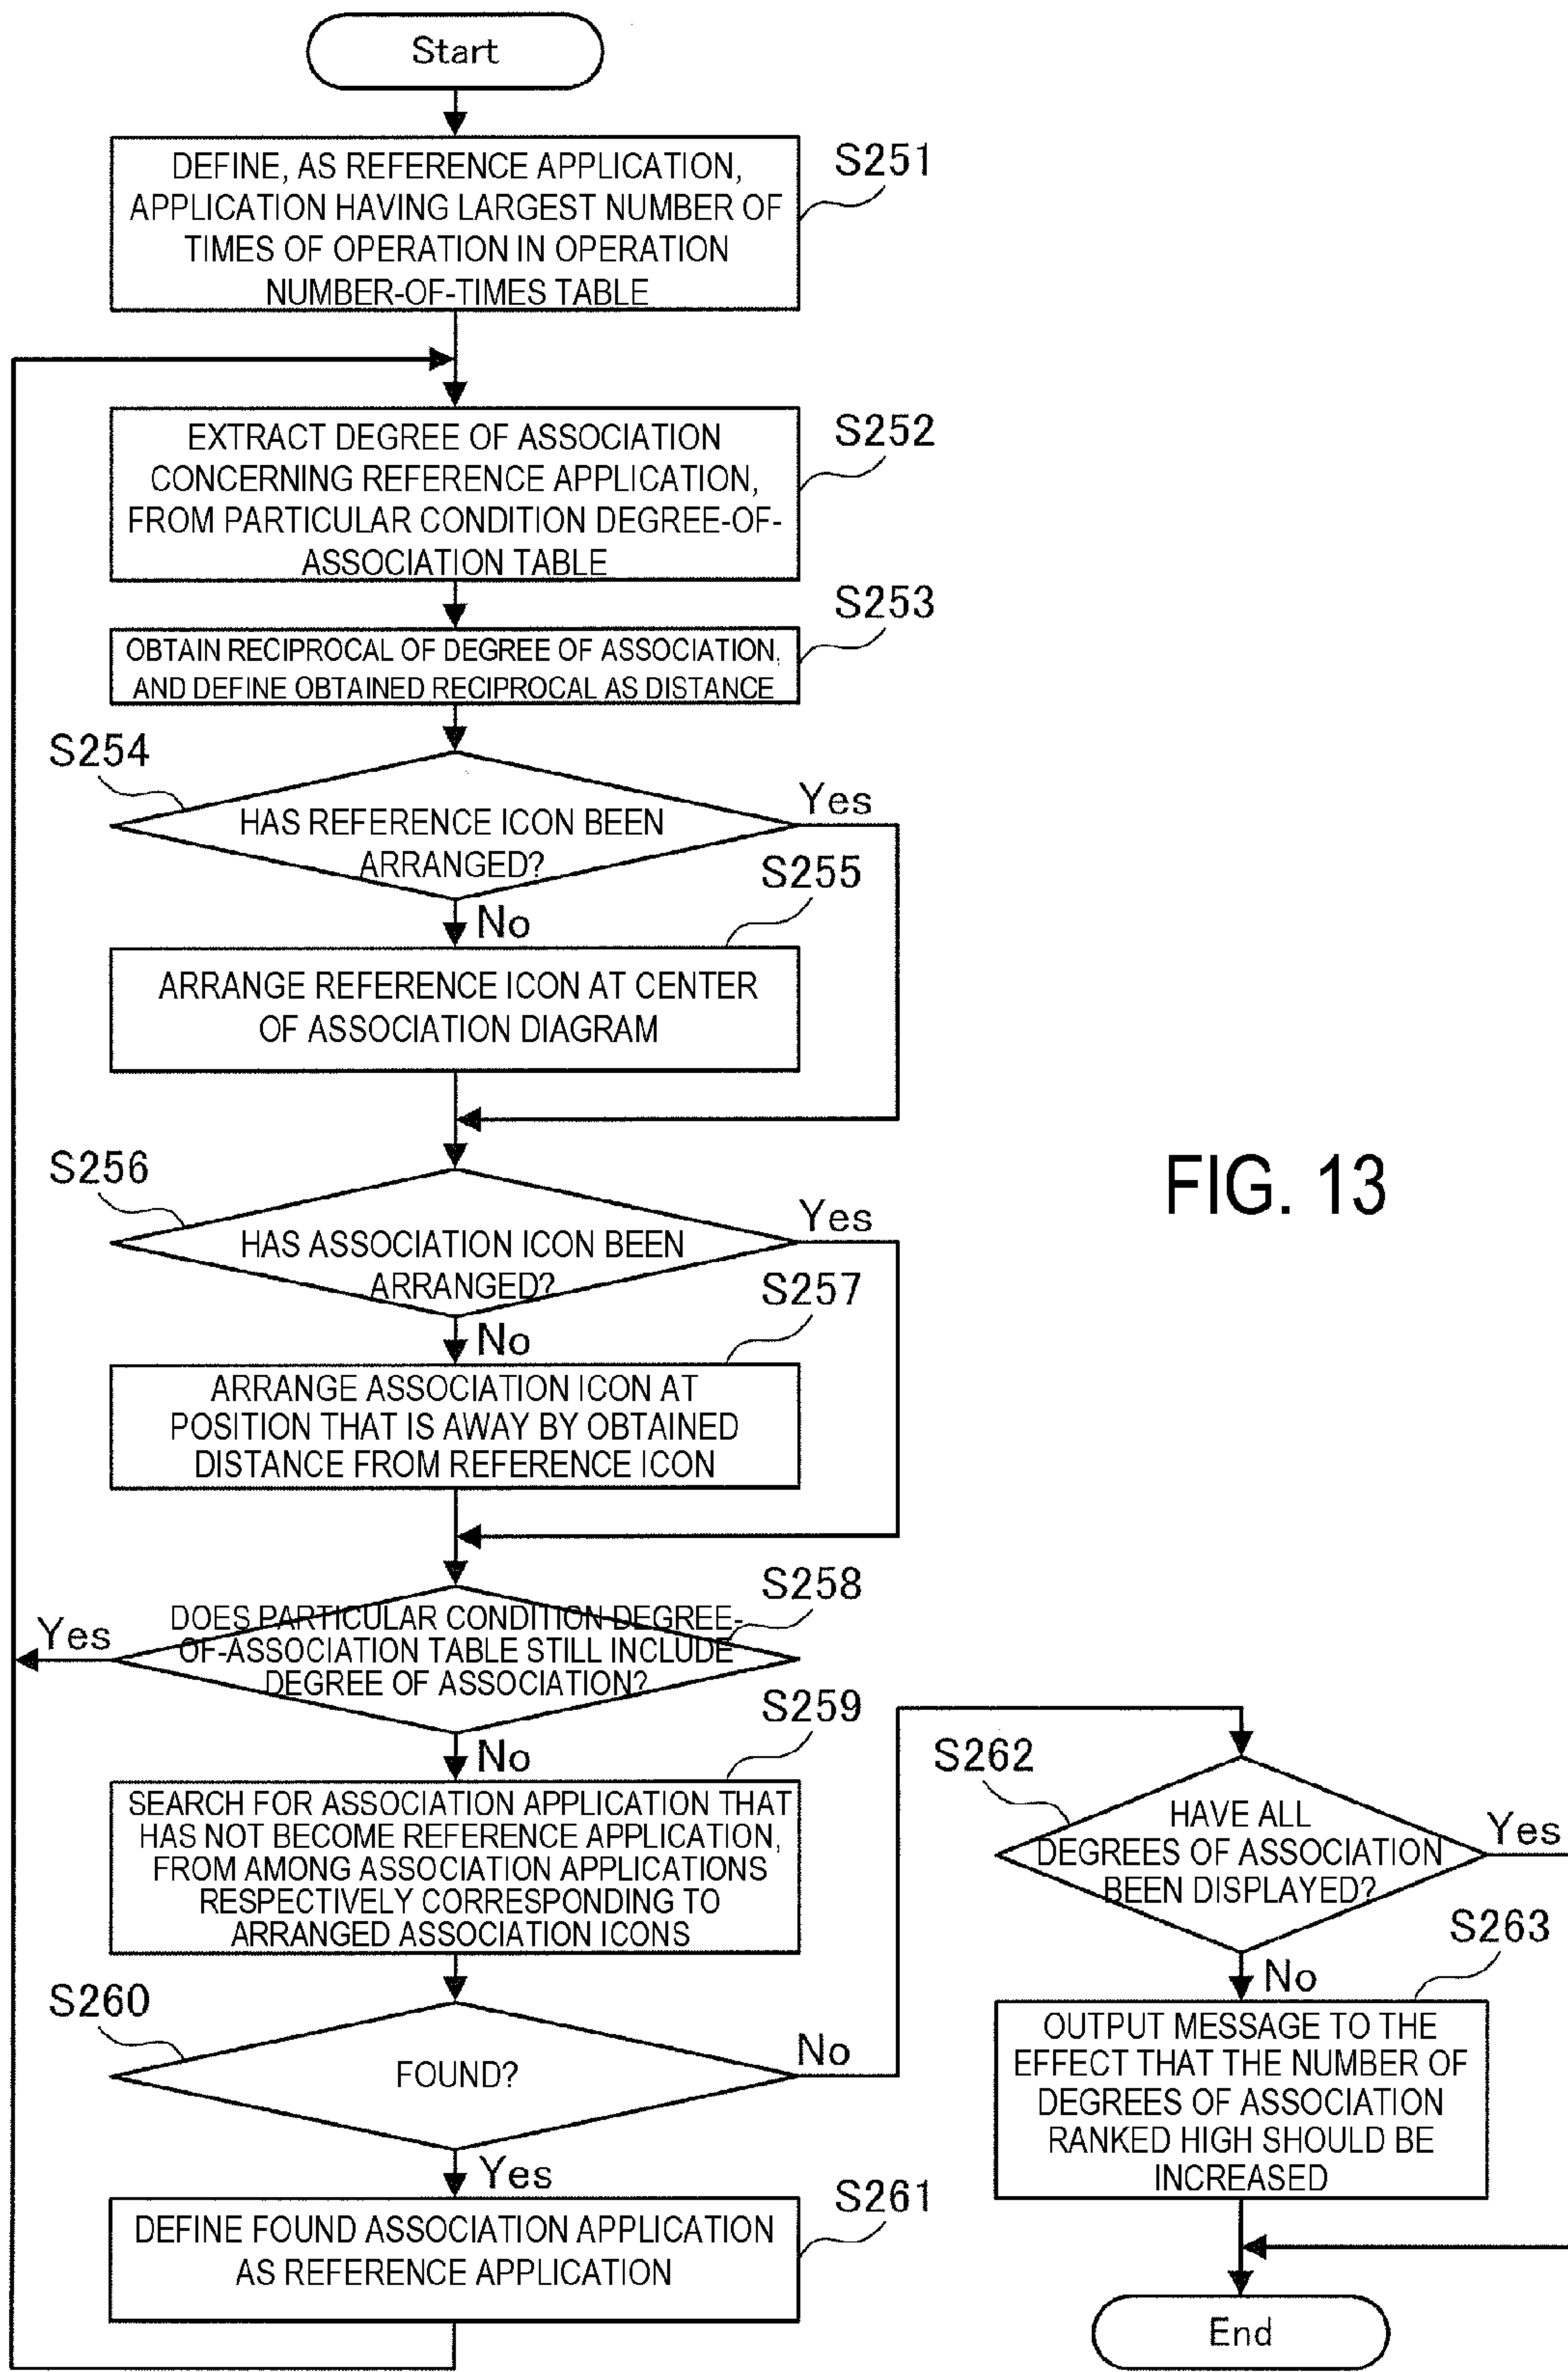 Start
S251
DEFINE, AS REFERENCE APPLICATION,
APPLICATION HAVING LARGEST NUMBER OF
TIMES OF OPERATION IN OPERATION
NUMBER-OF-TIMES TABLE
S252
EXTRACT DEGREE OF ASSOCIATION
CONCERNING REFERENCE APPLICATION,
FROM PARTICULAR CONDITION DEGREE-OF-
ASSOCIATION TABLE
S253
OBTAIN RECIPROCAL OF DEGREE OF ASSOCIATION,
AND DEFINE OBTAINED RECIPROCAL AS DISTANCE
S254
HAS REFERENCE ICON BEEN
ARRANGED?
Yes
No
S255
ARRANGE REFERENCE ICON AT CENTER
OF ASSOCIATION DIAGRAM
S256
HAS ASSOCIATION ICON BEEN
ARRANGED?
Yes
No
S257
ARRANGE ASSOCIATION ICON AT
POSITION THAT IS AWAY BY OBTAINED
DISTANCE FROM REFERENCE ICON
S258
DOES PARTICULAR CONDITION DEGREE-
OF-ASSOCIATION TABLE STILL INCLUDE
DEGREE OF ASSOCIATION?
Yes
No
S259
SEARCH FOR ASSOCIATION APPLICATION THAT
HAS NOT BECOME REFERENCE APPLICATION,
FROM AMONG ASSOCIATION APPLICATIONS
RESPECTIVELY CORRESPONDING TO
ARRANGED ASSOCIATION ICONS
S260
FOUND?
No
Yes
S261
DEFINE FOUND ASSOCIATION APPLICATION
AS REFERENCE APPLICATION
S262
HAVE ALL
DEGREES OF ASSOCIATION
BEEN DISPLAYED?
Yes
No
S263
OUTPUT MESSAGE TO THE
EFFECT THAT THE NUMBER OF
DEGREES OF ASSOCIATION
RANKED HIGH SHOULD BE
INCREASED
End
FIG. 13